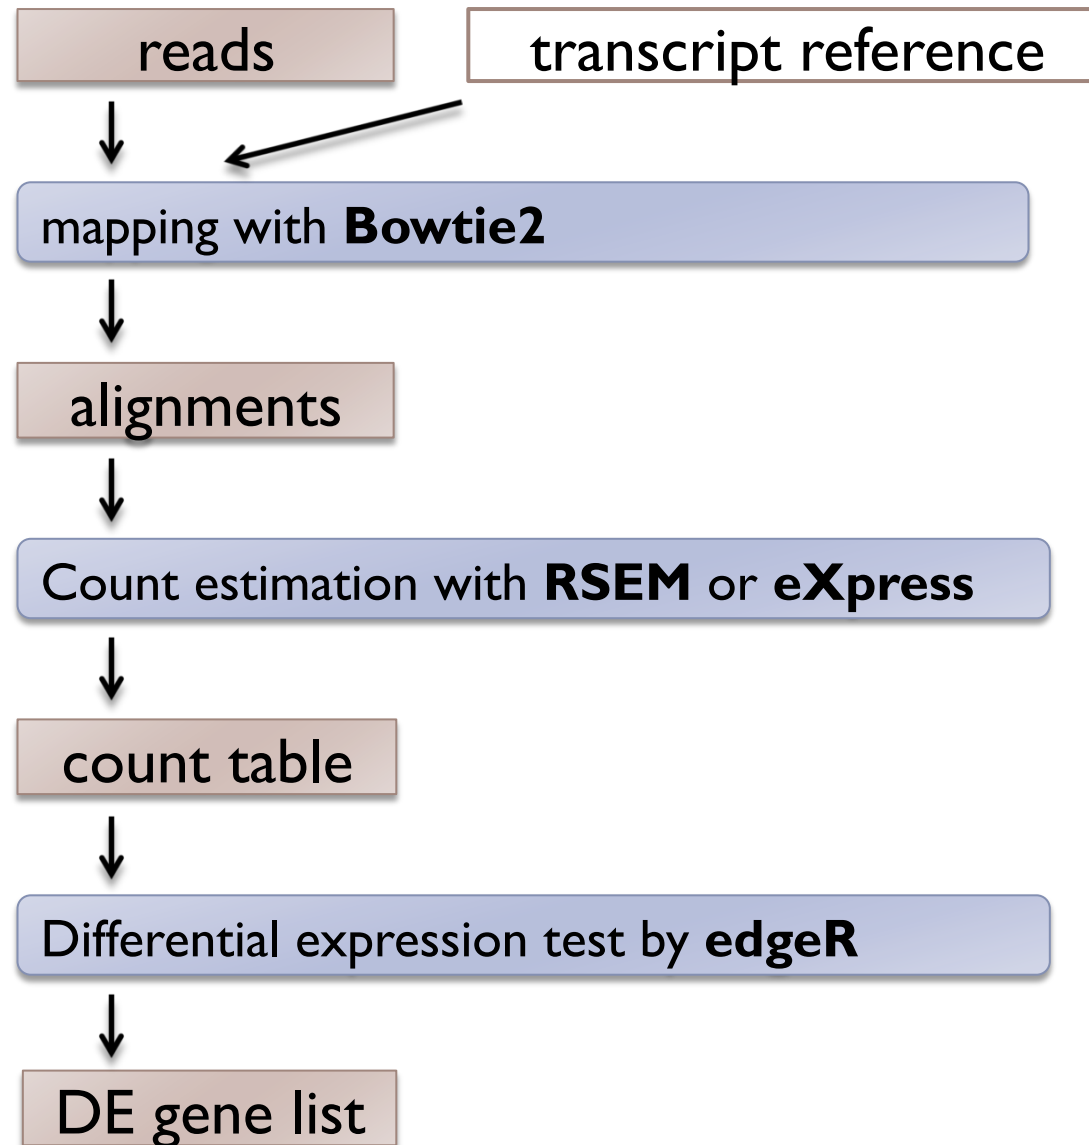 reads
transcript reference
mapping with Bowtie2
alignments
Count estimation with RSEM or eXpress
count table
Differential expression test by edgeR
DE gene list